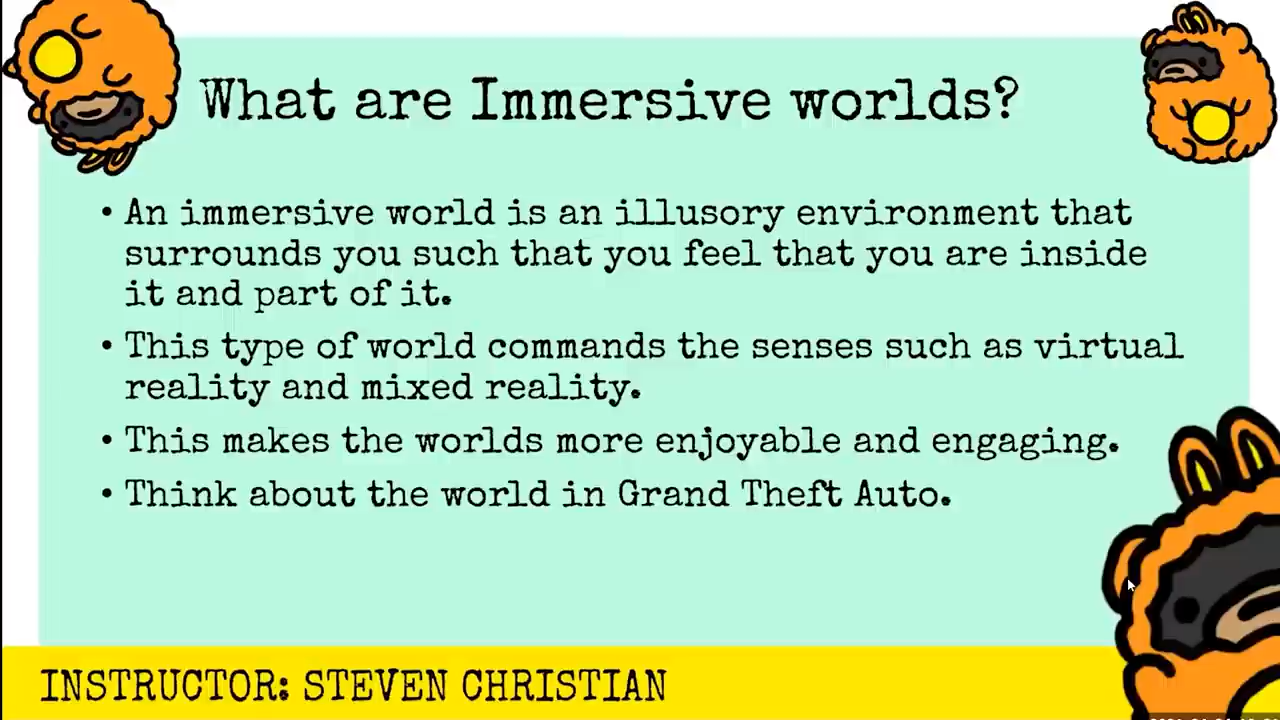 What are Immersive worlds?
• An immersive world is an illusory environment that
surrounds you such that you feel that you are inside
it and part of it.
• This type of world commands the senses such as virtual
reality and mixed reality.
• This makes the worlds more enjoyable and engaging.
• Think about the world in Grand Theft Auto.
INSTRUCTOR: STEVEN CHRISTIAN